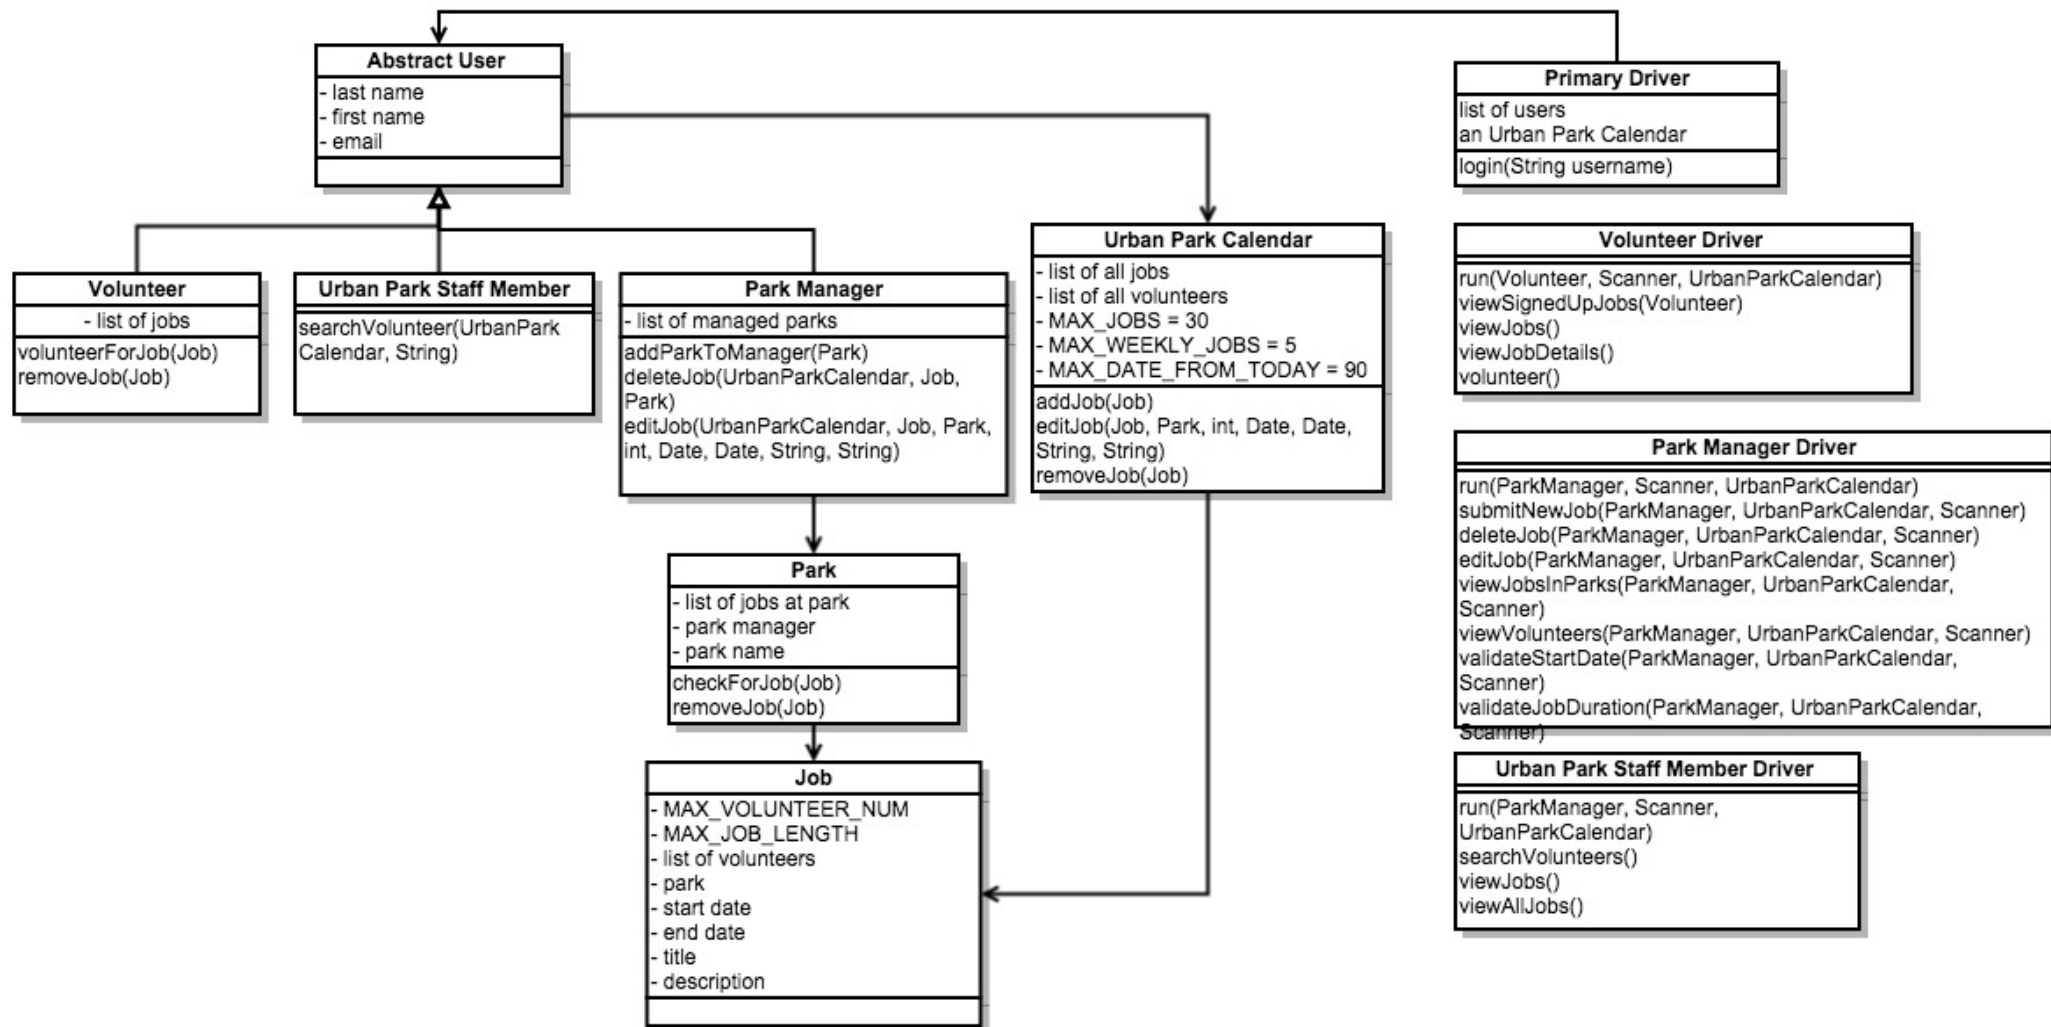 Abstract User
- last name
- first name
- email
Primary Driver
list of users
an Urban Park Calendar
login(String username)
Volunteer
- list of jobs
volunteerForJob(Job)
removeJob(Job)
Urban Park Staff Member
searchVolunteer(UrbanPark
Calendar, String)
Park Manager
- list of managed parks
addParkToManager(Park)
deleteJob(UrbanParkCalendar, Job,
Park)
editJob(UrbanParkCalendar, Job, Park,
int, Date, Date, String, String)
Urban Park Calendar
- list of all jobs
- list of all volunteers
- MAX_JOBS = 30
- MAX_WEEKLY_JOBS = 5
- MAX_DATE_FROM_TODAY = 90
addJob(Job)
editJob(Job, Park, int, Date, Date,
String, String)
removeJob(Job)
Volunteer Driver
run(Volunteer, Scanner, UrbanParkCalendar)
viewSignedUpJobs(Volunteer)
viewJobs()
viewJobDetails()
volunteer()
Park Manager Driver
run(ParkManager, Scanner, UrbanParkCalendar)
submitNewJob(ParkManager, UrbanParkCalendar, Scanner)
deleteJob(ParkManager, UrbanParkCalendar, Scanner)
editJob(ParkManager, UrbanParkCalendar, Scanner)
viewJobsInParks(ParkManager, UrbanParkCalendar,
Scanner)
viewVolunteers(ParkManager, UrbanParkCalendar, Scanner)
validateStartDate(ParkManager, UrbanParkCalendar,
Scanner)
validateJobDuration(ParkManager, UrbanParkCalendar,
Scanner)
Park
- list of jobs at park
- park manager
- park name
checkForJob(Job)
removeJob(Job)
Job
- MAX_VOLUNTEER_NUM
- MAX_JOB_LENGTH
- list of volunteers
- park
- start date
- end date
- title
- description
Urban Park Staff Member Driver
run(ParkManager, Scanner,
UrbanParkCalendar)
searchVolunteers()
viewJobs()
viewAllJobs()